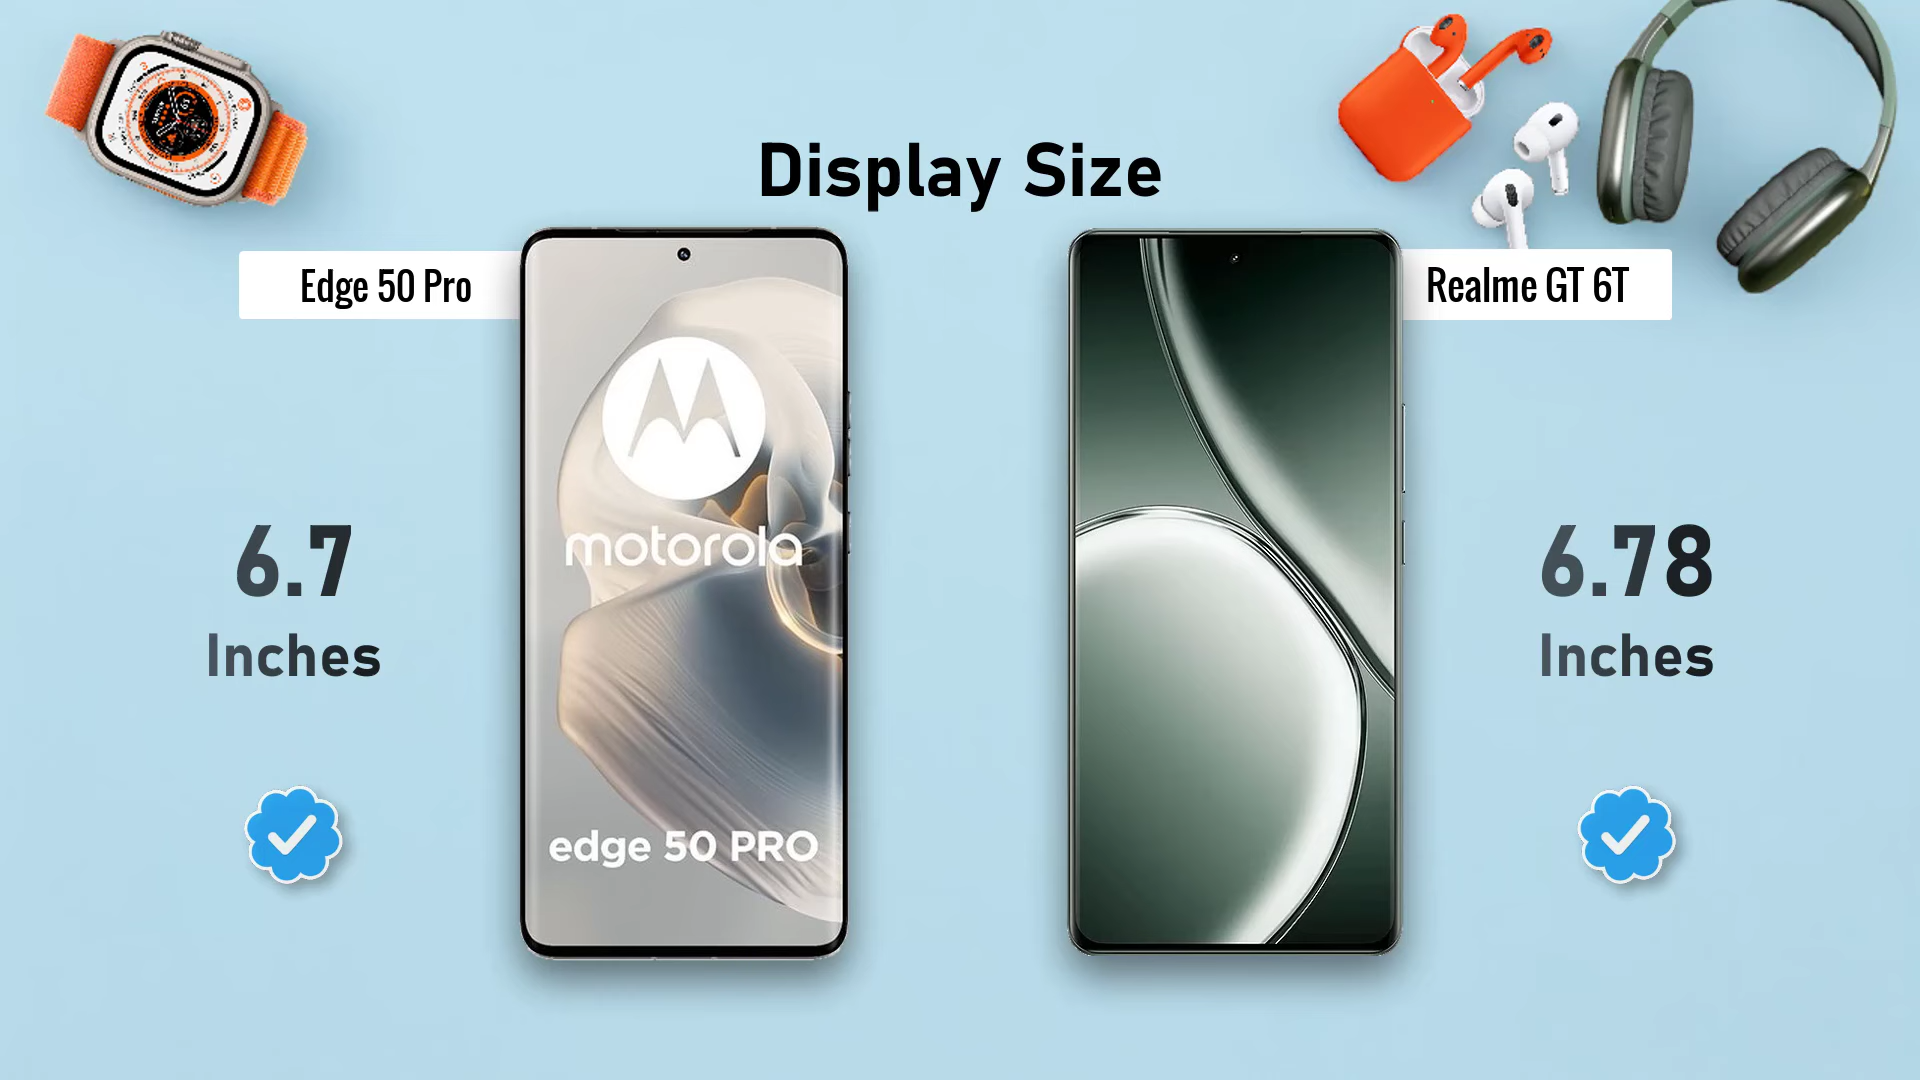 Display Size
Edge 50 Pro
Realme GT 6T
motorola
edge 50 PRO
6.7
Inches
6.78
Inches